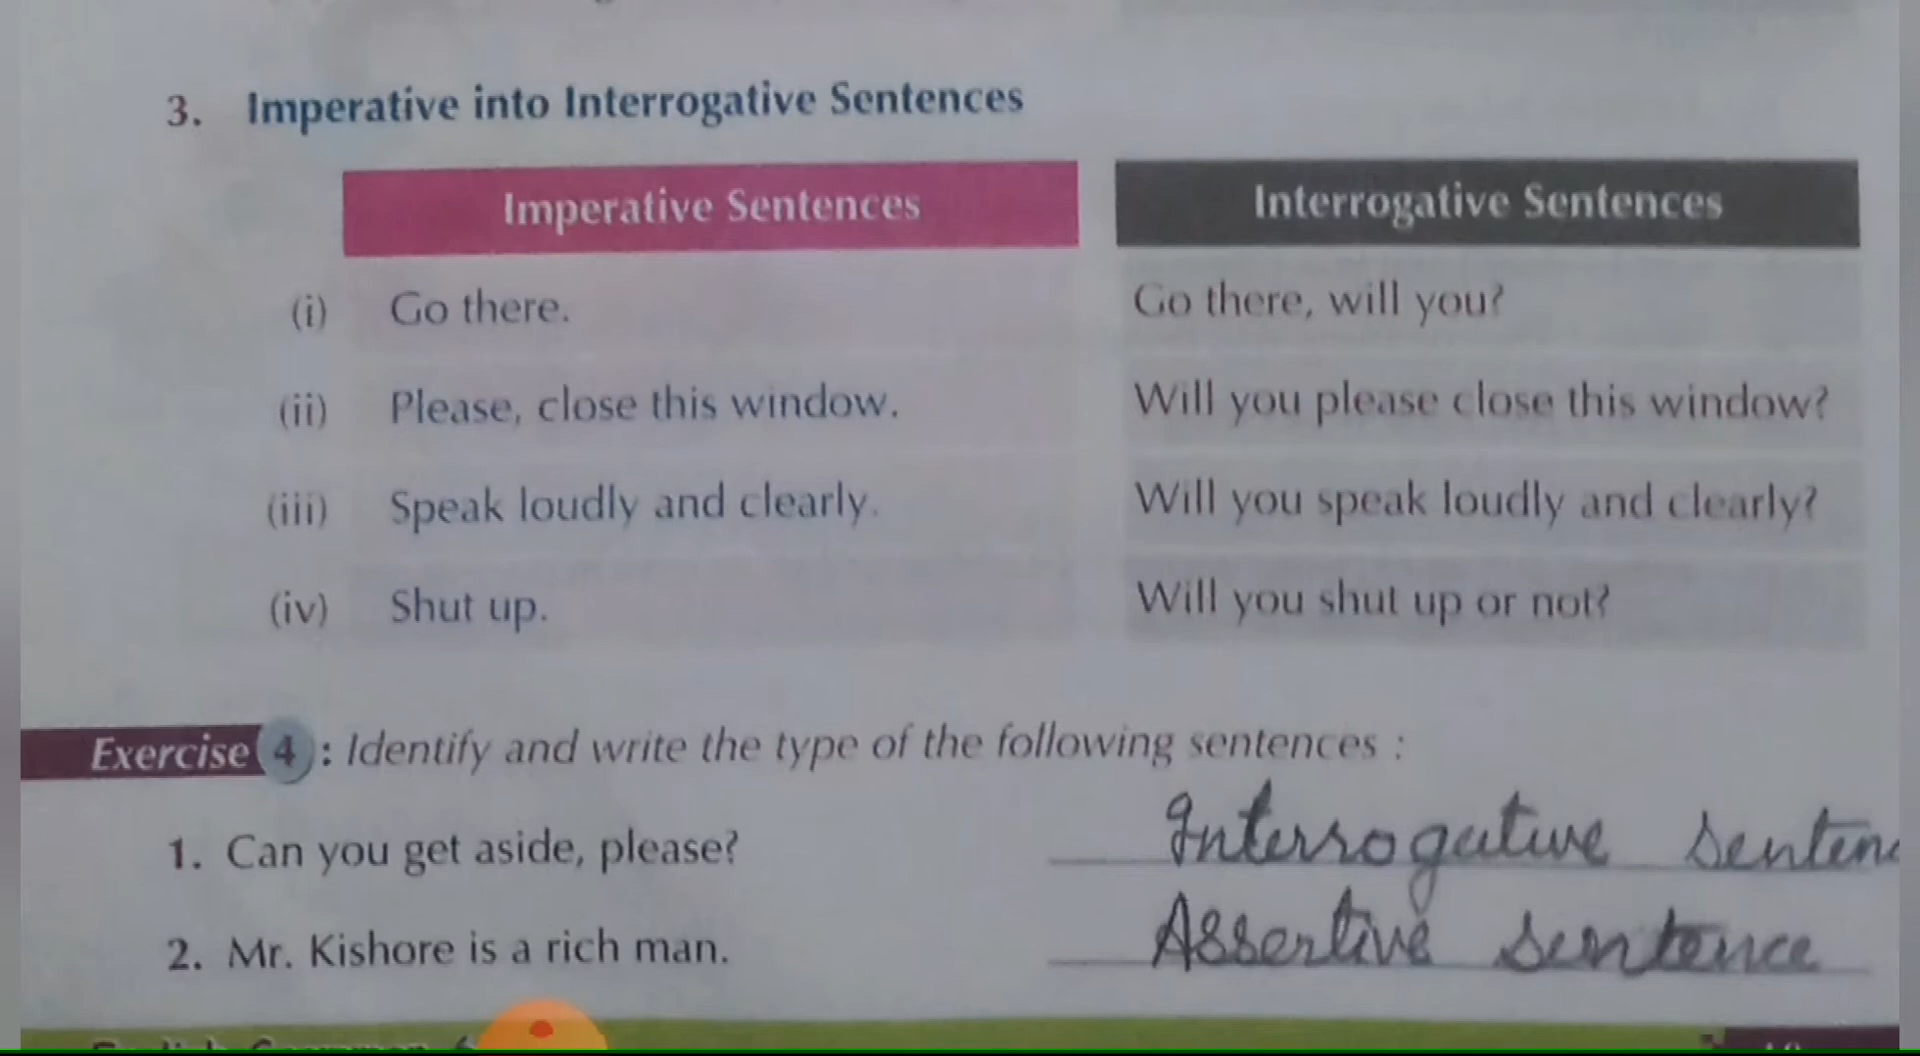 3. Imperative into Interrogative Sentences
Imperative Sentences Interrogative Sentences
(i) Go there. Go there, will you?
(ii) Please, close this window. Will you please close this window?
(iii) Speak loudly and clearly. Will you speak loudly and clearly?
(iv) Shut up. Will you shut up or not?
Exercise 4 : Identify and write the type of the following sentences :
1. Can you get aside, please? Interrogative Senten
2. Mr. Kishore is a rich man. Assertive sentence